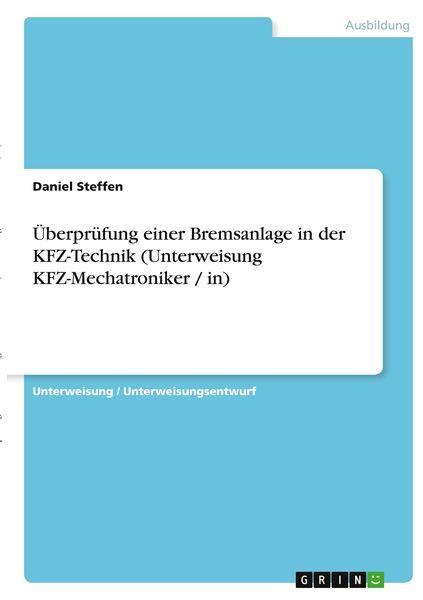 Ausbildung
Daniel Steffen
Überprüfung einer Bremsanlage in der
KFZ-Technik (Unterweisung
KFZ-Mechatroniker / in)
Unterweisung / Unterweisungsentwurf
GRIN